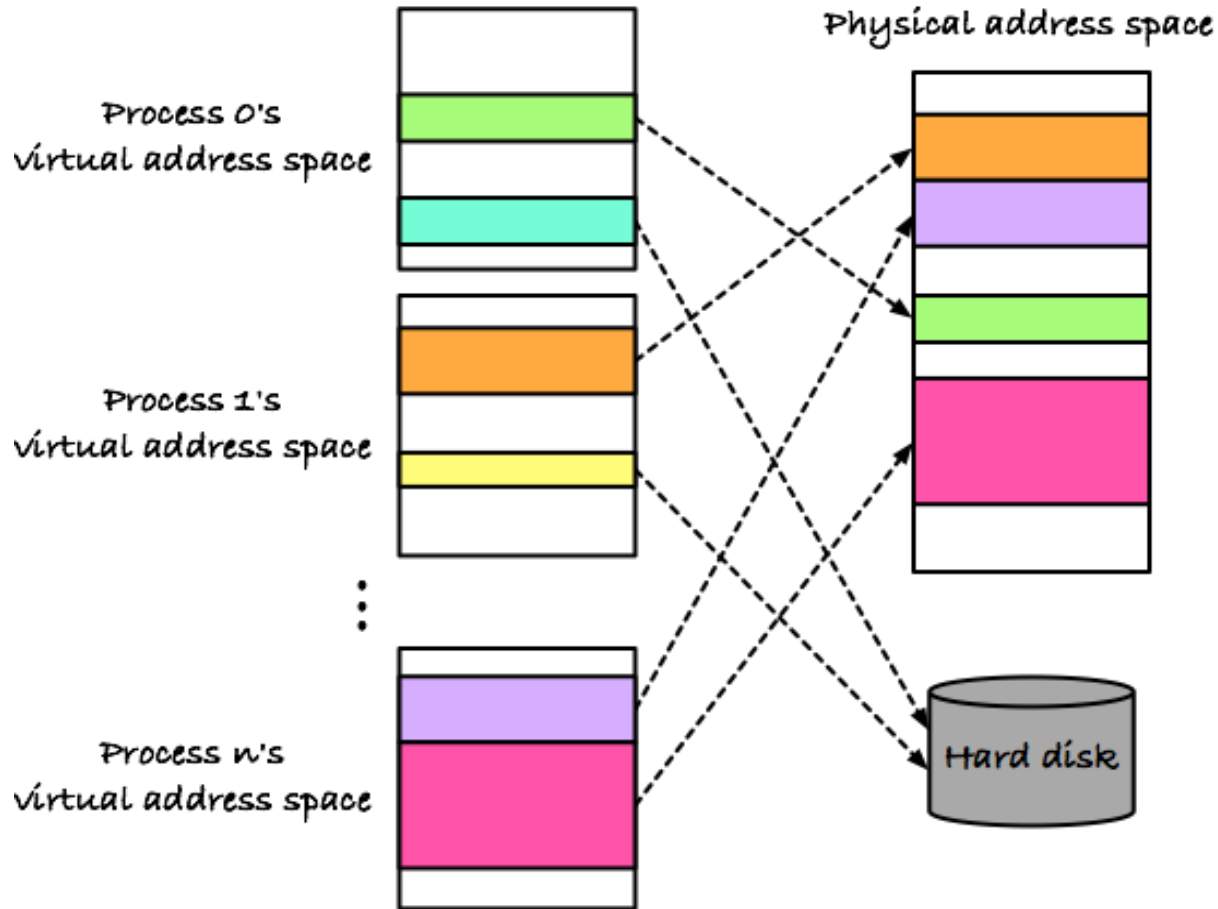 Physical address space
Process 0's
virtual address space
Process 1's
virtual address space
Process n's
virtual address space
Hard disk